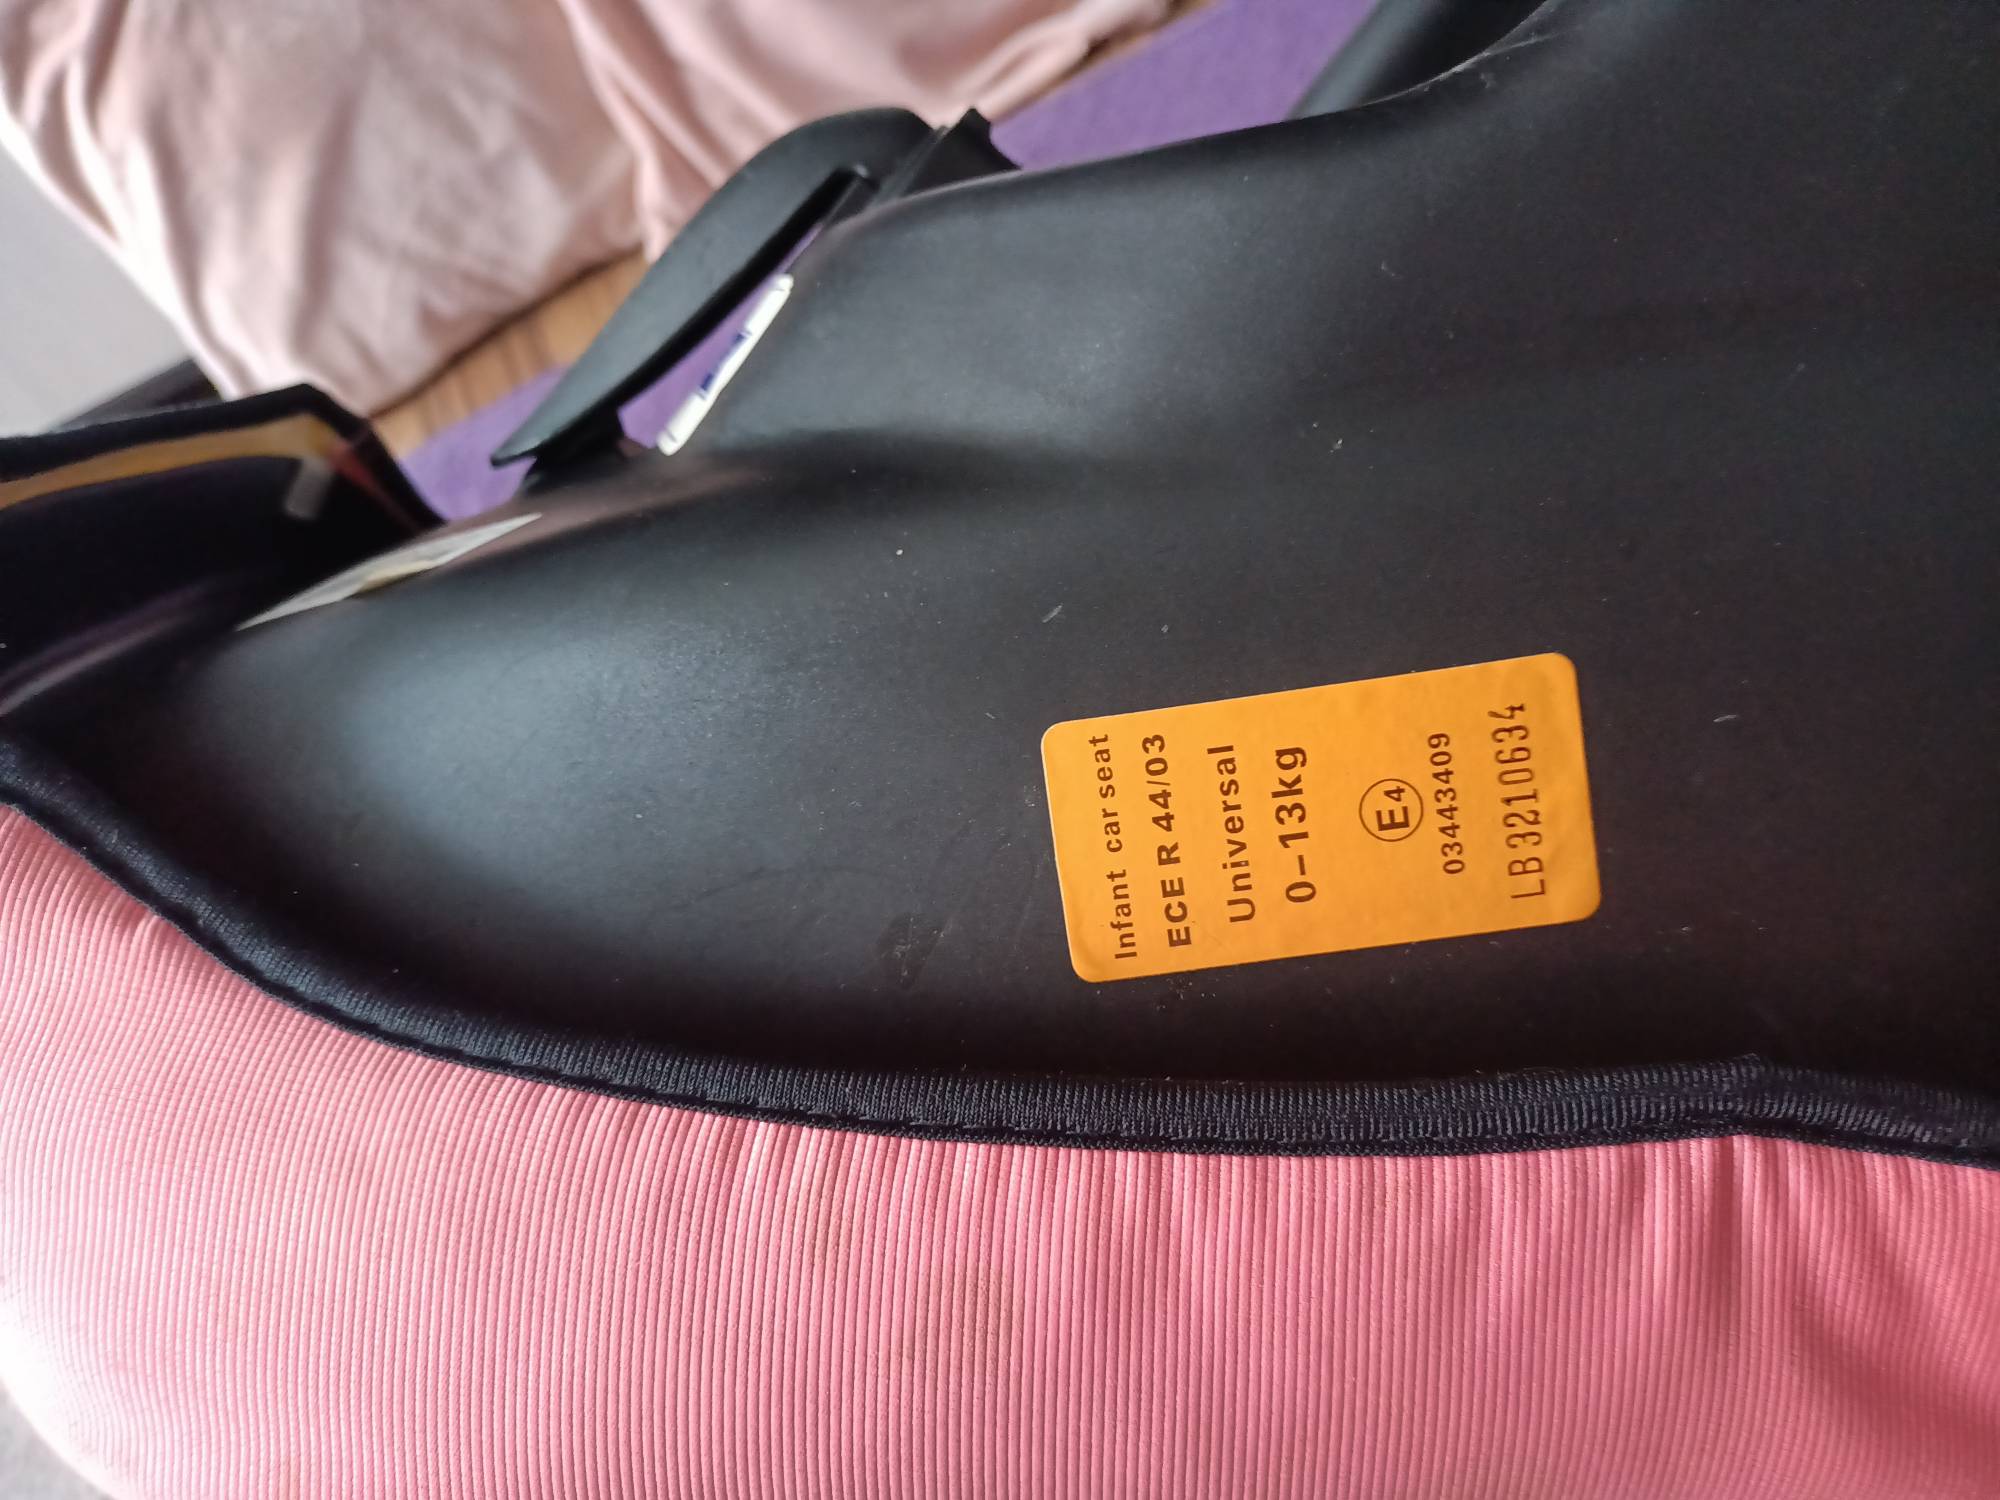 Infant car seat
ECE R 44/03
Universal
0-13kg
E4
03443409
LB3210634